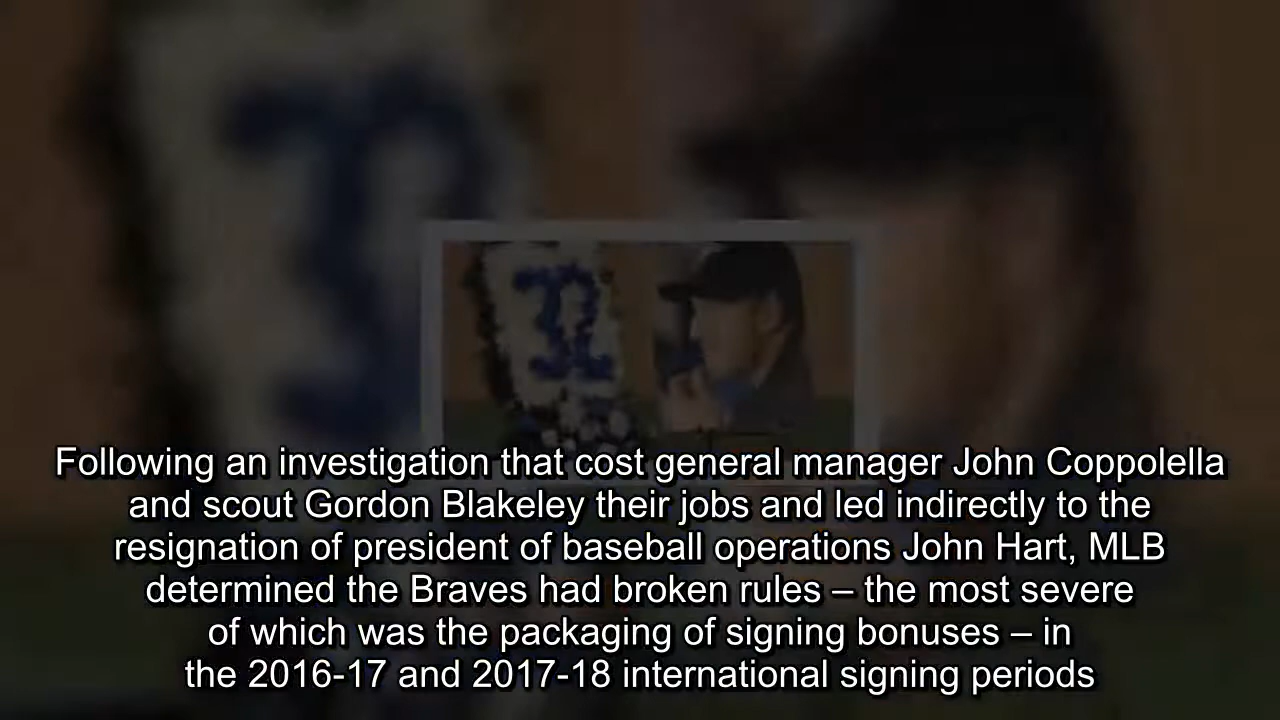 Following an investigation that cost general manager John Coppolella
and scout Gordon Blakeley their jobs and led indirectly to the
resignation of president of baseball operations John Hart, MLB
determined the Braves had broken rules – the most severe
of which was the packaging of signing bonuses – in
the 2016-17 and 2017-18 international signing periods